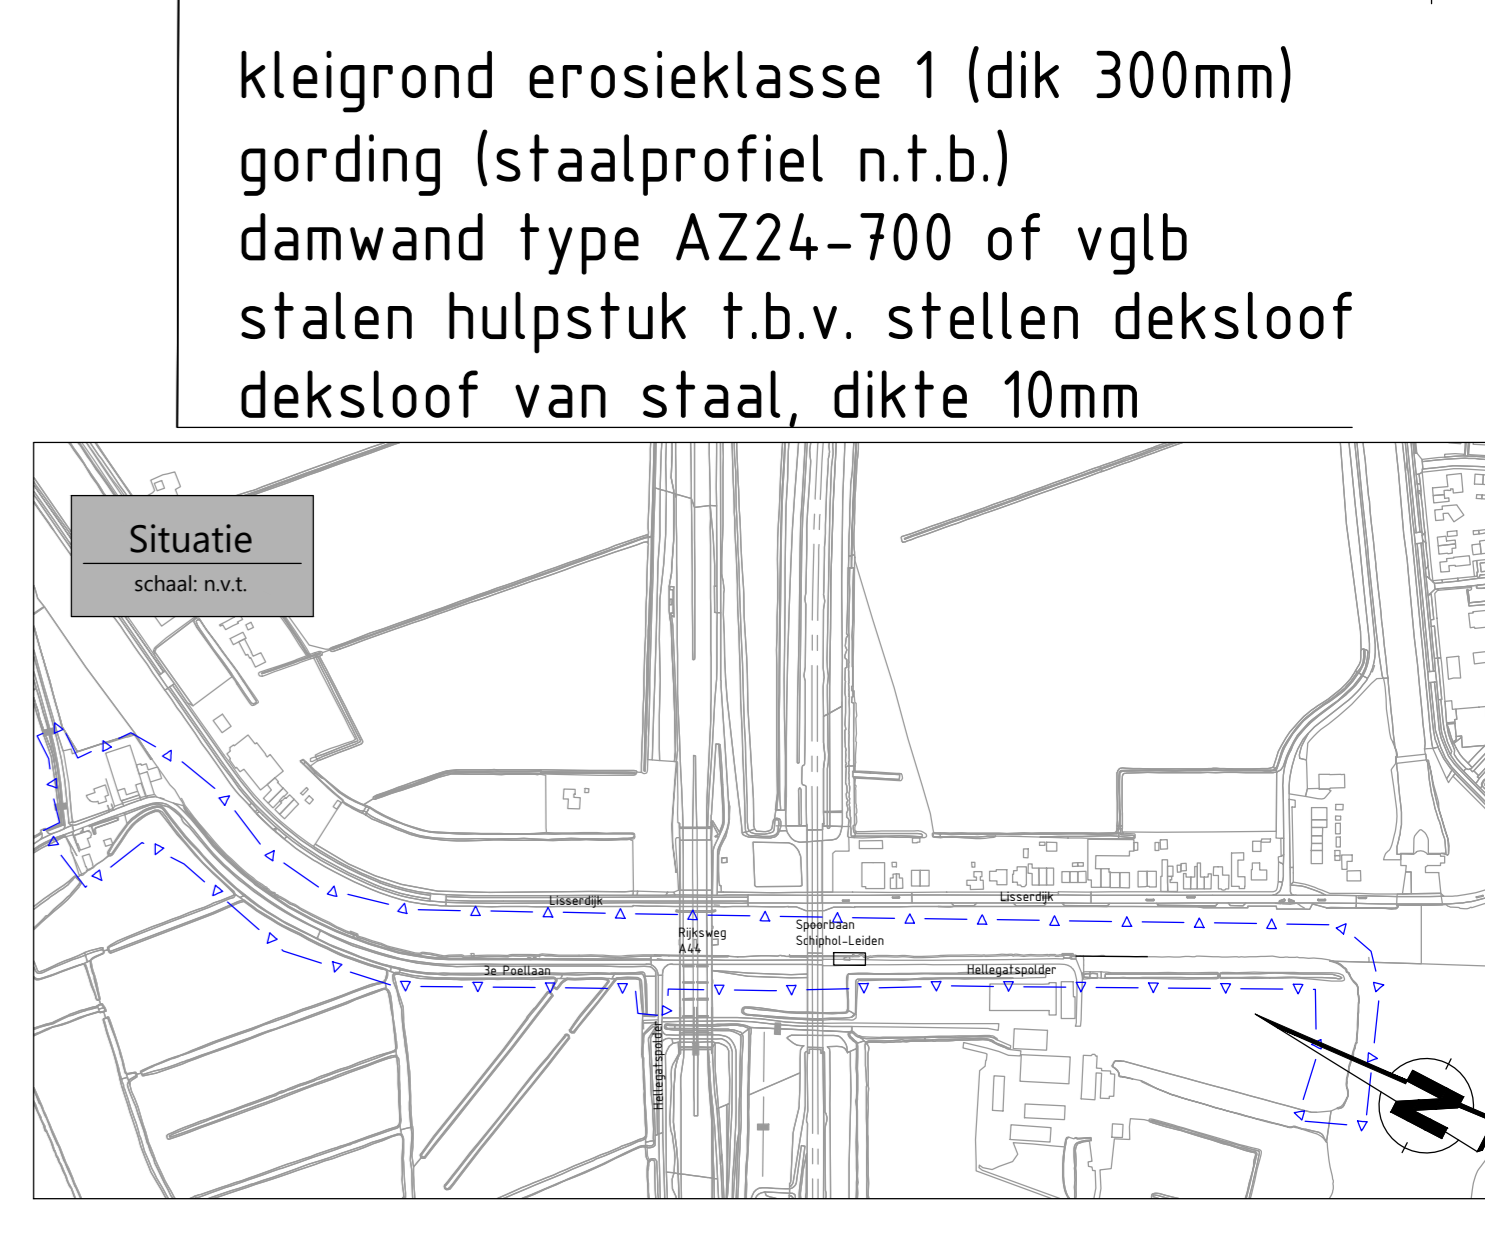 kleigrond erosieklasse 1 (dik 300mm)
gording (staalprofiel n.t.b.)
damwand type AZ24-700 of vglb
stalen hulpstuk t.b.v. stellen deksloof
deksloof van staal, dikte 10mm
Situatie
schaal: n.v.t.
Lisserdijk
Lisserdijk
Rijksweg
A44
Spoorbaan
Schiphol-Leiden
3e Poellaan
Hellegatspolder
Hellegatspolder
N